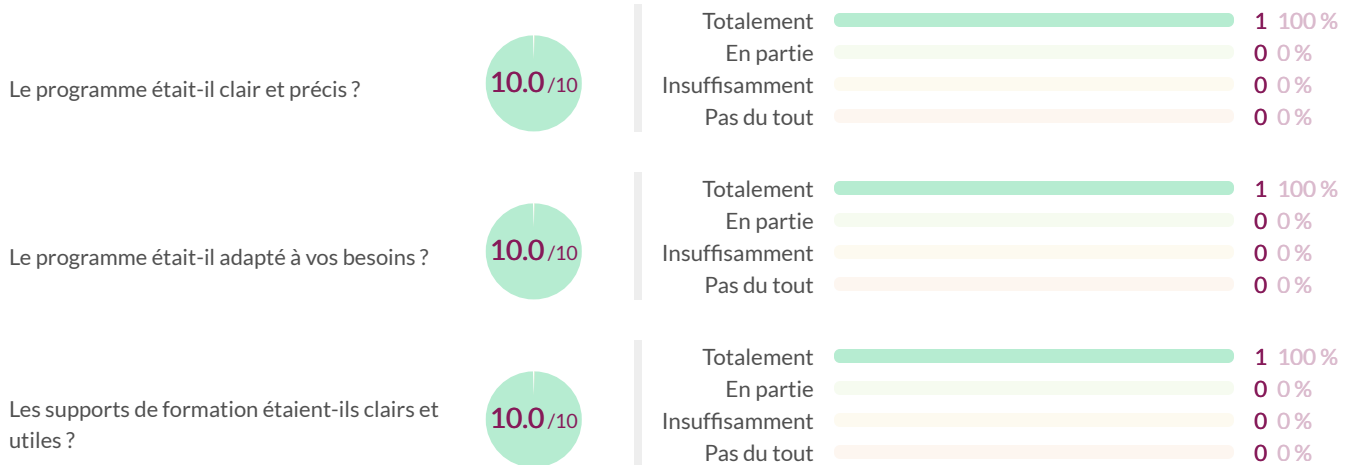 Le programme était-il clair et précis ?
10.0 /10
Totalement 1 100 %
En partie 0 0 %
Insuffisamment 0 0 %
Pas du tout 0 0 %
Le programme était-il adapté à vos besoins ?
10.0 /10
Totalement 1 100 %
En partie 0 0 %
Insuffisamment 0 0 %
Pas du tout 0 0 %
Les supports de formation étaient-ils clairs et
utiles ?
10.0 /10
Totalement 1 100 %
En partie 0 0 %
Insuffisamment 0 0 %
Pas du tout 0 0 %